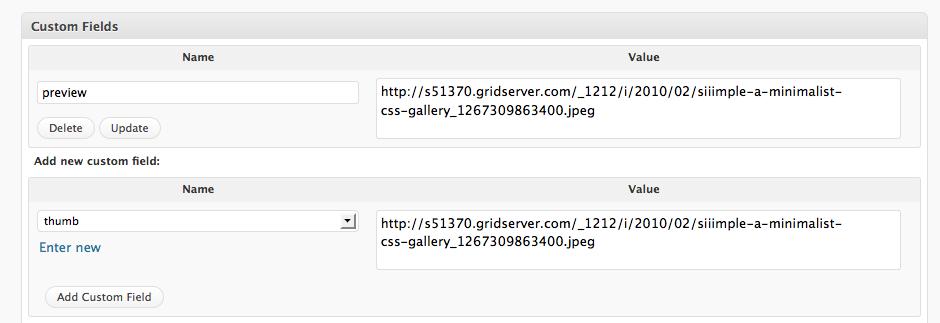 Custom Fields
Name Value
preview
http://s51370.gridserver.com/_1212/i/2010/02/siiimple-a-minimalist-
css-gallery_1267309863400.jpeg
Delete Update
Add new custom field:
Name Value
thumb
http://s51370.gridserver.com/_1212/i/2010/02/siiimple-a-minimalist-
css-gallery_1267309863400.jpeg
Enter new
Add Custom Field